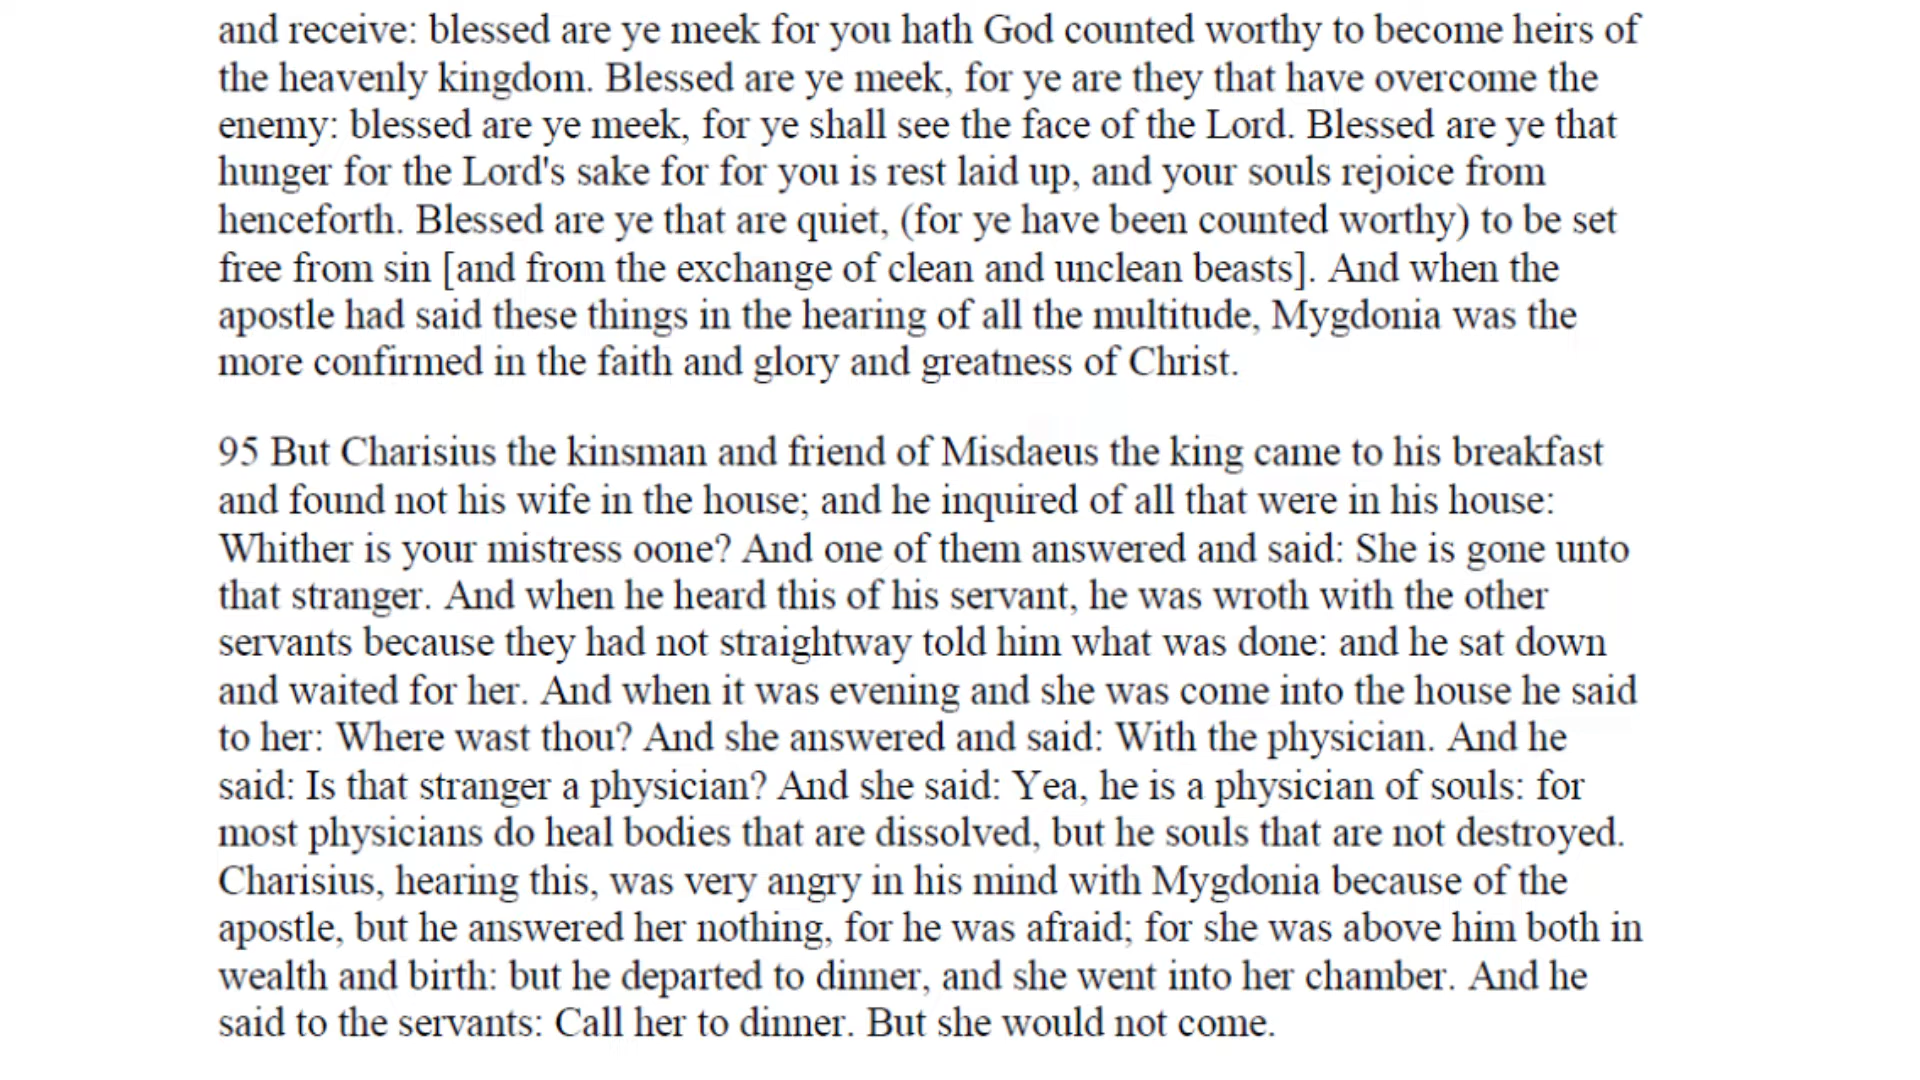 and receive: blessed are ye meek for you hath God counted worthy to become heirs of
the heavenly kingdom. Blessed are ye meek, for ye are they that have overcome the
enemy: blessed are ye meek, for ye shall see the face of the Lord. Blessed are ye that
hunger for the Lord's sake for for you is rest laid up, and your souls rejoice from
henceforth. Blessed are ye that are quiet, (for ye have been counted worthy) to be set
free from sin [and from the exchange of clean and unclean beasts]. And when the
apostle had said these things in the hearing of all the multitude, Mygdonia was the
more confirmed in the faith and glory and greatness of Christ.
95 But Charisius the kinsman and friend of Misdaeus the king came to his breakfast
and found not his wife in the house; and he inquired of all that were in his house:
Whither is your mistress oone? And one of them answered and said: She is gone unto
that stranger. And when he heard this of his servant, he was wroth with the other
servants because they had not straightway told him what was done: and he sat down
and waited for her. And when it was evening and she was come into the house he said
to her: Where wast thou? And she answered and said: With the physician. And he
said: Is that stranger a physician? And she said: Yea, he is a physician of souls: for
most physicians do heal bodies that are dissolved, but he souls that are not destroyed.
Charisius, hearing this, was very angry in his mind with Mygdonia because of the
apostle, but he answered her nothing, for he was afraid; for she was above him both in
wealth and birth: but he departed to dinner, and she went into her chamber. And he
said to the servants: Call her to dinner. But she would not come.